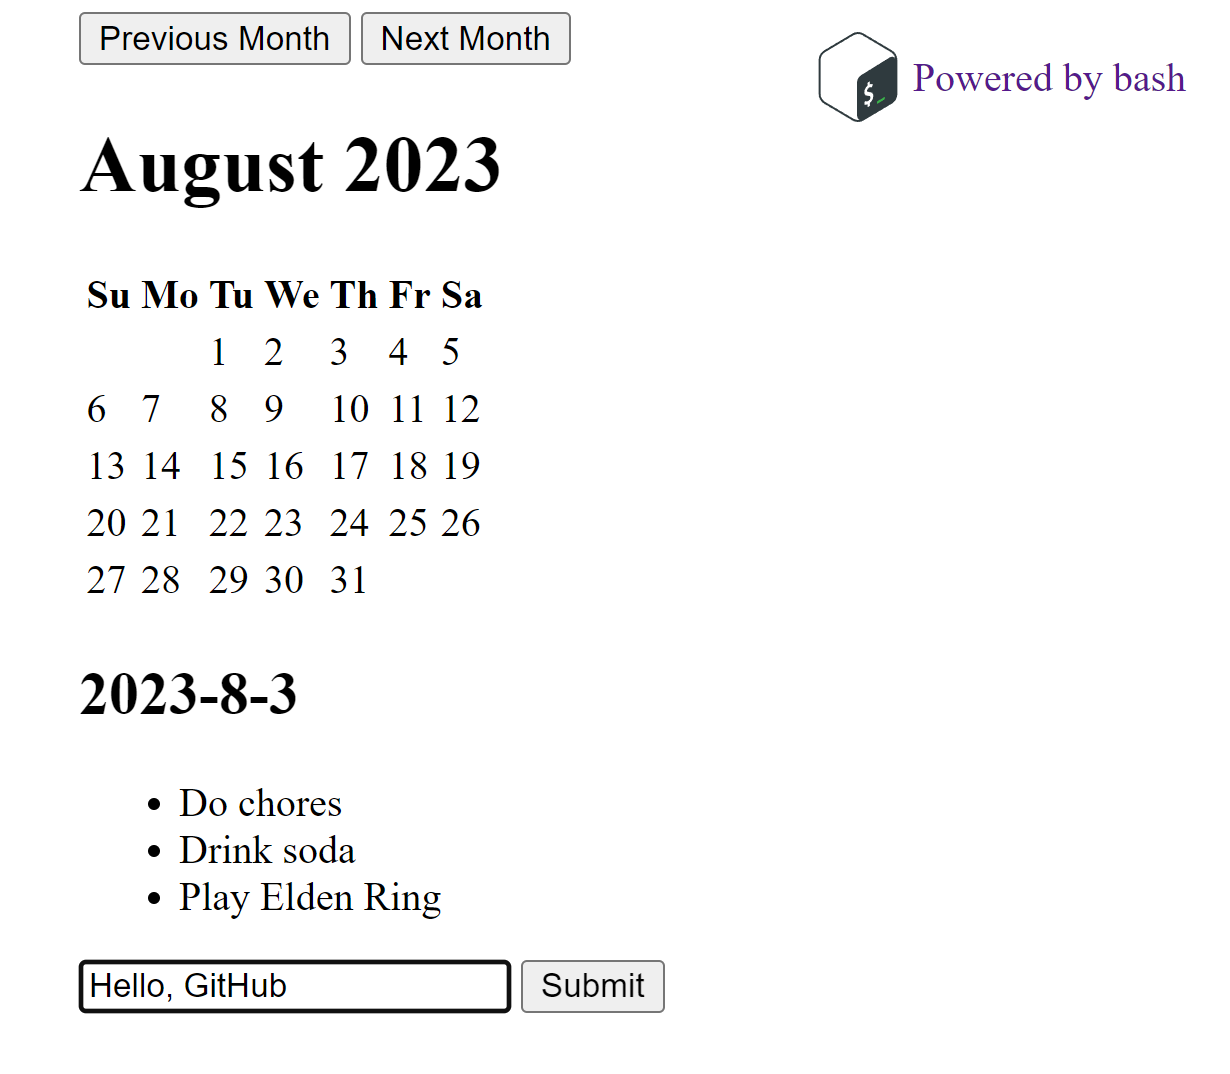 Previous Month Next Month
$_ Powered by bash
August 2023
Su Mo Tu We Th Fr Sa
1 2 3 4 5
6 7 8 9 10 11 12
13 14 15 16 17 18 19
20 21 22 23 24 25 26
27 28 29 30 31
2023-8-3
• Do chores
• Drink soda
• Play Elden Ring
Hello, GitHub Submit